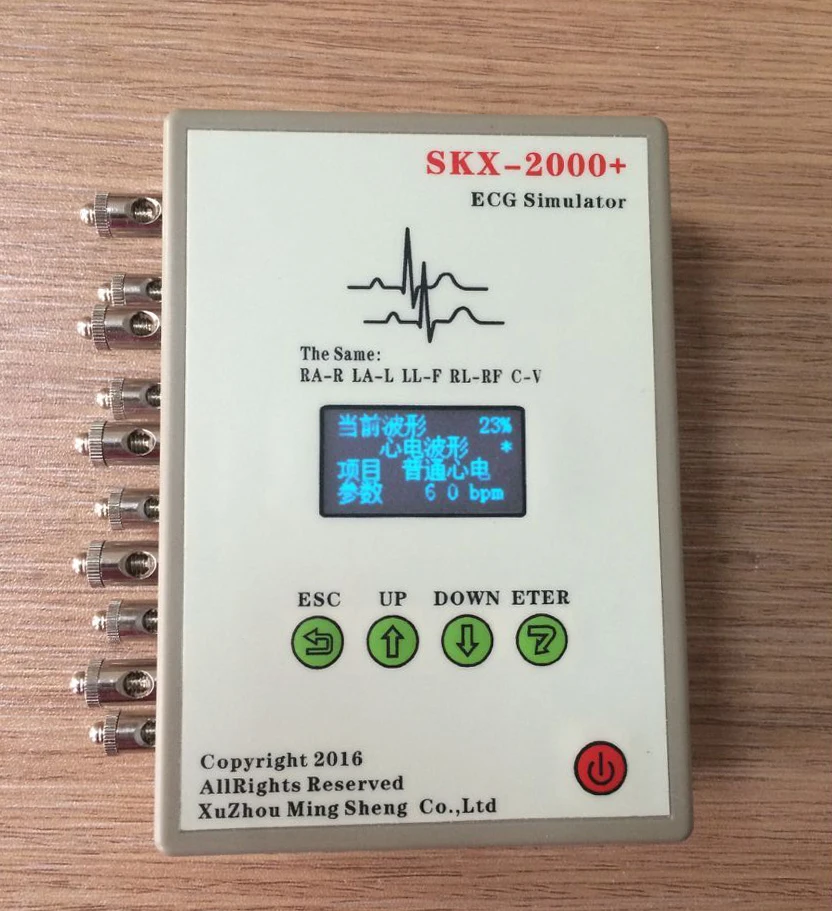 SKX-2000+
ECG Simulator
The Same:
RA-R LA-L LL-F RL-RF C-V
当前波形 23%
心电波形 *
项目 普通心电
参数 60 bpm
ESC UP DOWN ETER
Copyright 2016
AllRights Reserved
XuZhou Ming Sheng Co.,Ltd